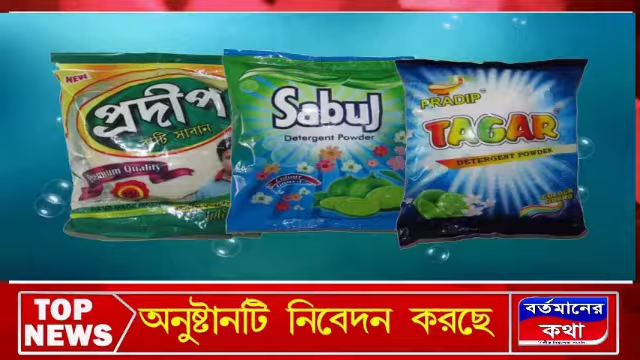 NEW
প্রদীপ
টি সাবান
Premium Quality
Sabuj
Detergent Powder
PRADIP
TAGAR
DETERGENT POWDER
TOP
NEWS
অনুষ্টানটি নিবেদন করছে
বর্তমানের
কথা